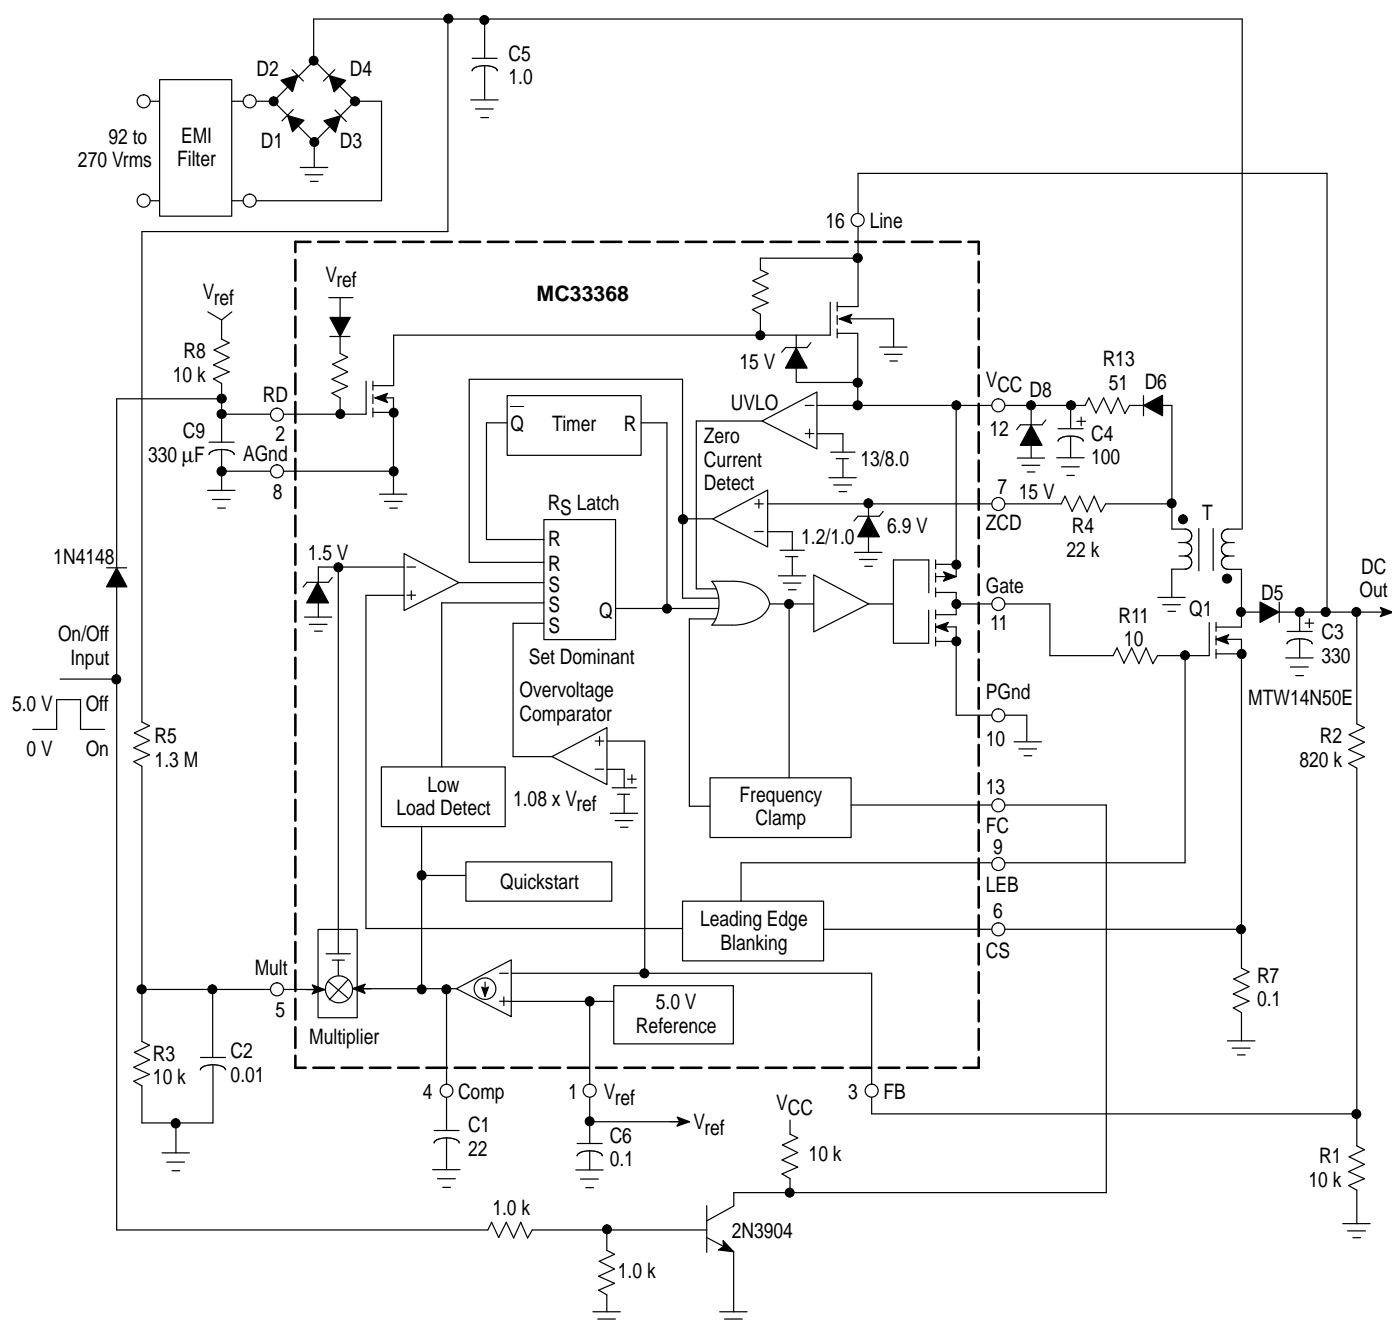 C5
1.0
D2
D4
D1
D3
92 to
270 Vrms
EMI
Filter
16
Line
MC33368
Vref
Vref
R8
10 k
RD
2
C9
330 µF
AGnd
8
15 V
UVLO
VCC
12
D8
R13
51
D6
+
C4
100
Q
Timer
R
Zero
Current
Detect
−
+
13/8.0
7
ZCD
15 V
R4
22 k
T
+
−
1.2/1.0
6.9 V
RS Latch
R
R
S
S
S
Q
Set Dominant
1N4148
1.5 V
−
+
Gate
11
R11
10
Q1
D5
DC
Out
+
C3
330
MTW14N50E
On/Off
Input
5.0 V
Off
0 V
On
R5
1.3 M
Overvoltage
Comparator
+
−
+
1.08 x Vref
PGnd
10
R2
820 k
Low
Load Detect
Frequency
Clamp
13
FC
9
LEB
Quickstart
Leading Edge
Blanking
6
CS
Mult
5
Multiplier
−
+
5.0 V
Reference
R7
0.1
R3
10 k
C2
0.01
4
Comp
1
Vref
3
FB
C1
22
C6
0.1
Vref
VCC
10 k
R1
10 k
1.0 k
1.0 k
2N3904